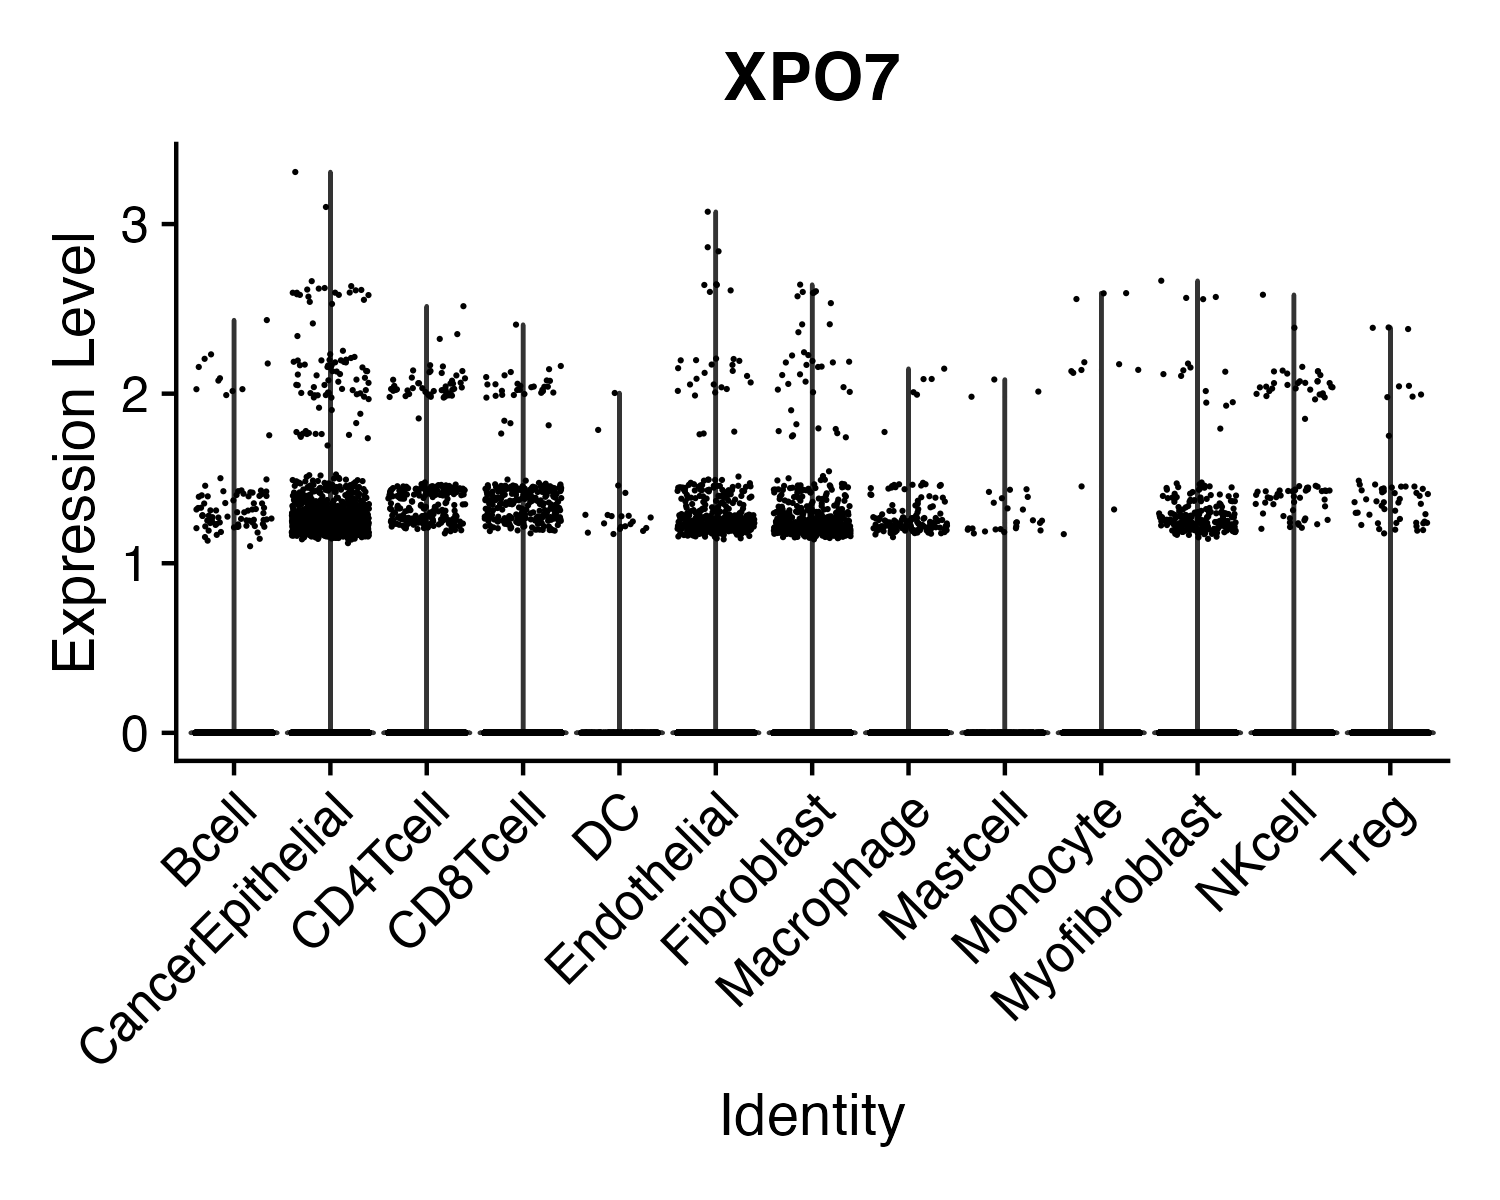 XPO7
Expression Level
3
2
1
0
Bcell
CancerEpithelial
CD4Tcell
CD8Tcell
DC
Endothelial
Fibroblast
Macrophage
Mastcell
Monocyte
Myofibroblast
NKcell
Treg
Identity